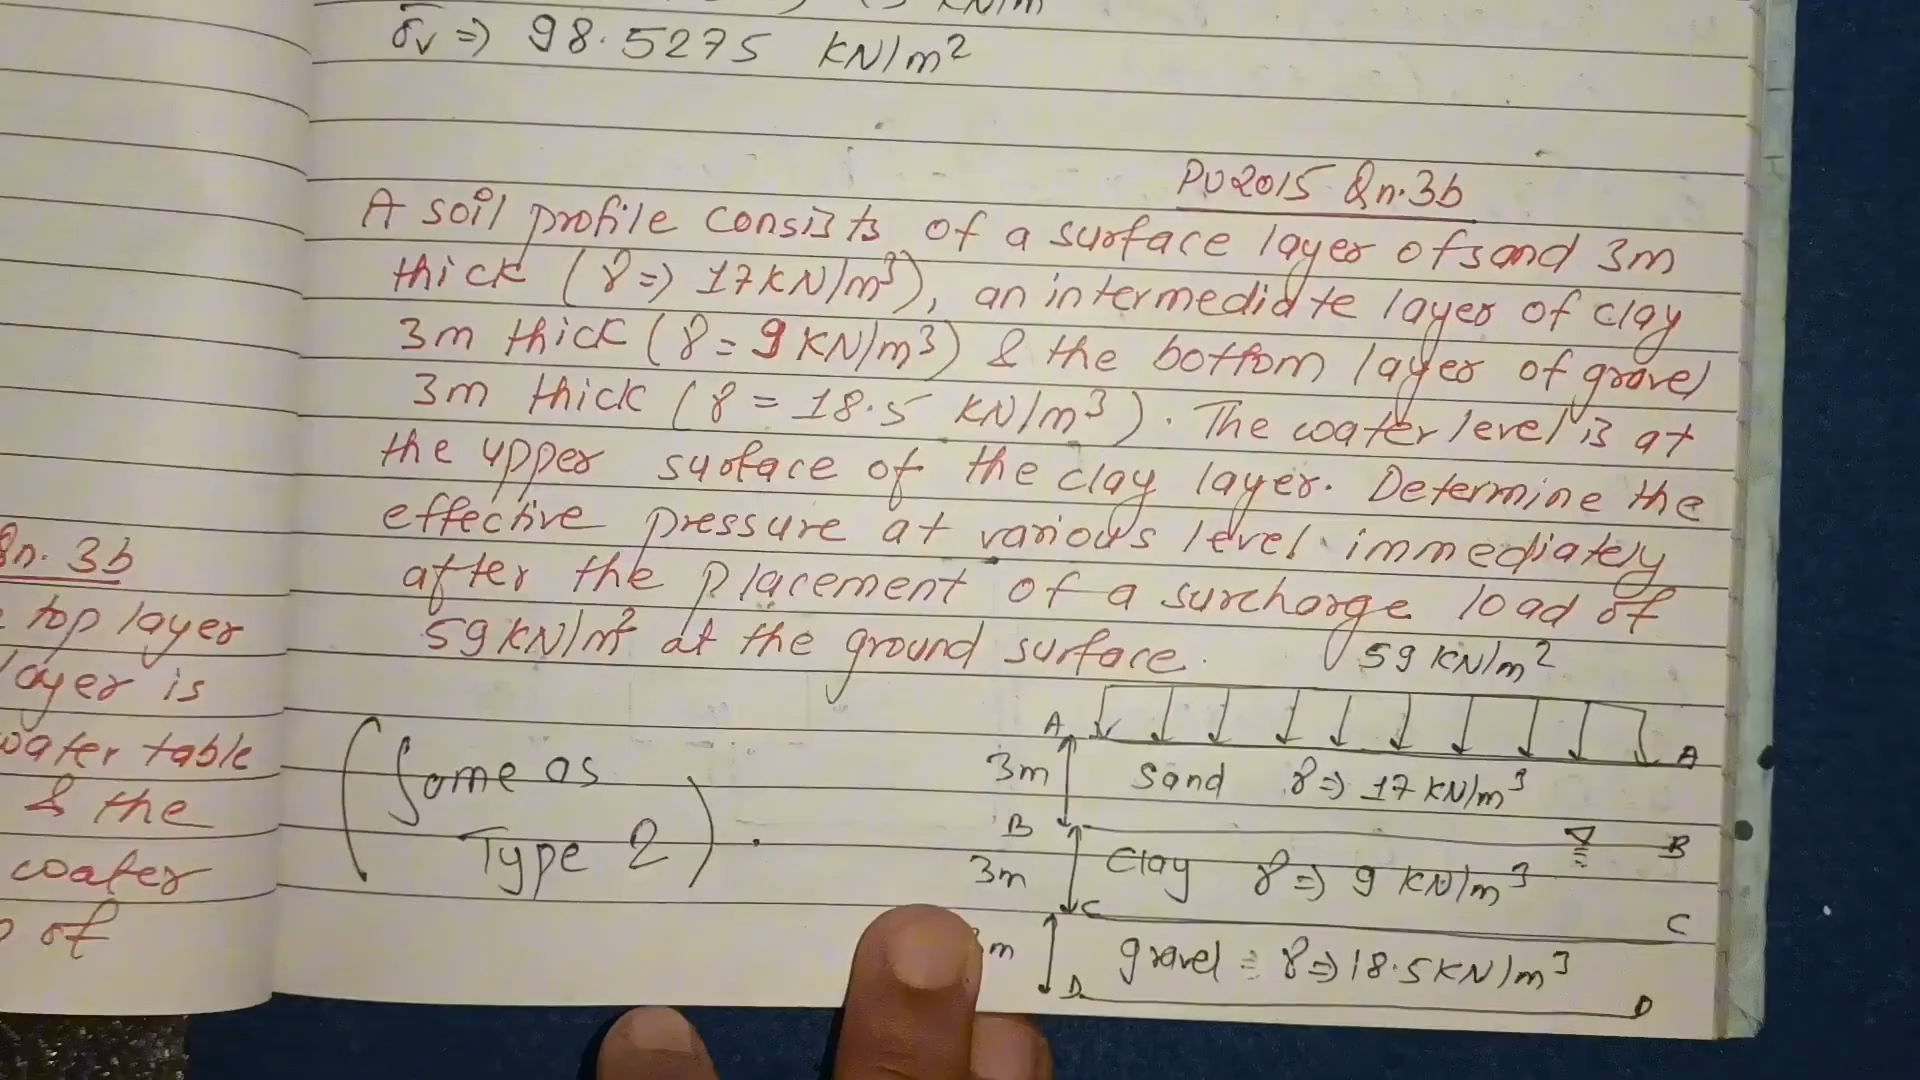 σ̄v => 98.5275 KN/m²
PU2015 Qn.3b
A soil profile consists of a surface layer of sand 3m
thick (γ => 17KN/m³), an intermediate layer of clay
3m thick (γ = 9 KN/m³) & the bottom layer of gravel
3m thick (γ = 18.5 KN/m³). The water level is at
the upper surface of the clay layer. Determine the
effective pressure at various level immediately
after the placement of a surcharge load of
59 KN/m² at the ground surface.
59 KN/m²
A A
3m Sand γ => 17 KN/m³
B B
3m Clay γ => 9 KN/m³
C C
m gravel = γ => 18.5 KN/m³
D D
(Same as
Type 2).
Qn. 3b
top layer
layer is
water table
& the
water
of